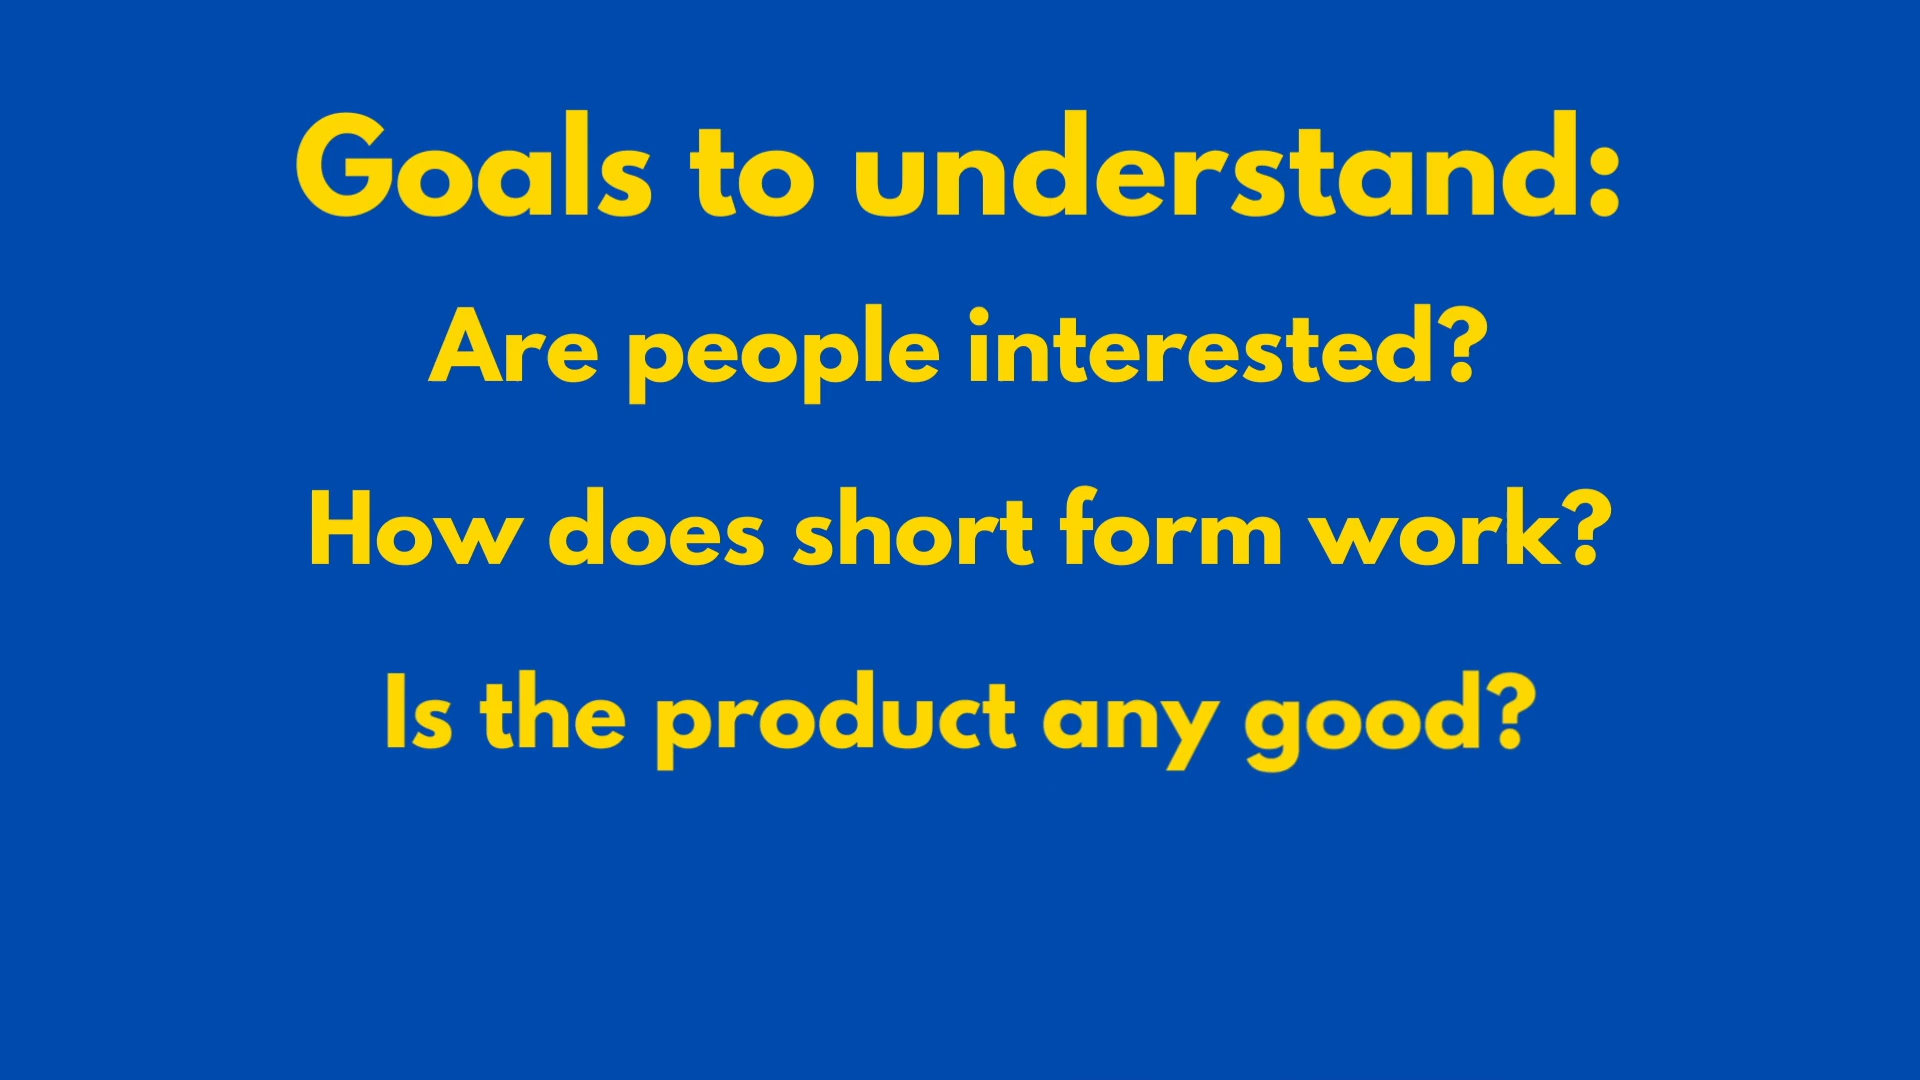 Goals to understand:
Are people interested?
How does short form work?
Is the product any good?